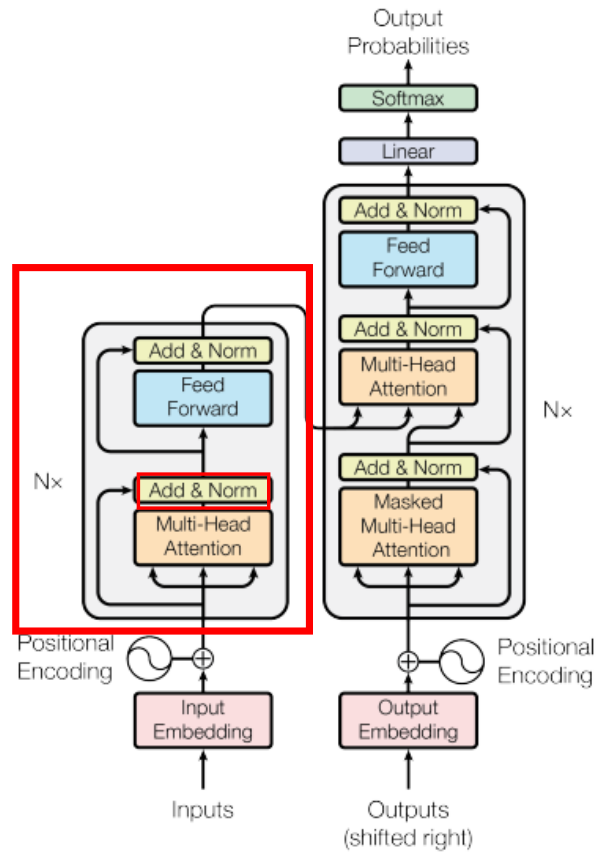 Output
Probabilities
Softmax
Linear
Add & Norm
Feed
Forward
Add & Norm
Multi-Head
Attention
Nx
Add & Norm
Masked
Multi-Head
Attention
Add & Norm
Feed
Forward
Nx
Add & Norm
Multi-Head
Attention
Positional
Encoding
Positional
Encoding
Input
Embedding
Output
Embedding
Inputs
Outputs
(shifted right)